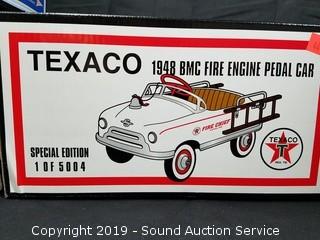 TEXACO 1948 BMC FIRE ENGINE PEDAL CAR
FIRE CHIEF
SPECIAL EDITION
1 OF 5004
TEXACO
T
Copyright 2019 - Sound Auction Service